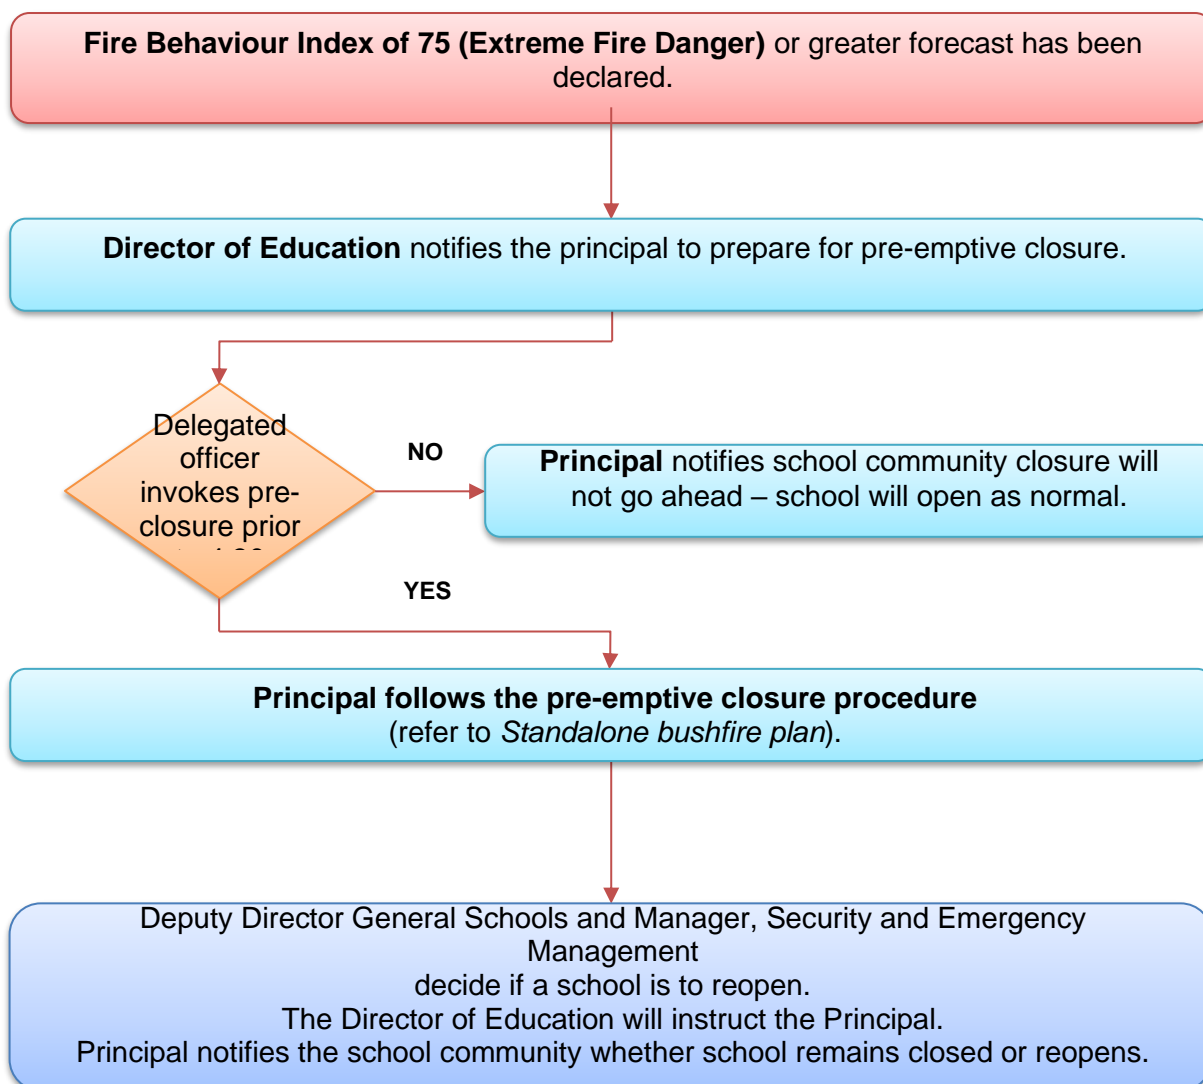 Fire Behaviour Index of 75 (Extreme Fire Danger) or greater forecast has been
declared.
Director of Education notifies the principal to prepare for pre-emptive closure.
Delegated
officer
invokes pre-
closure prior
NO
Principal notifies school community closure will
not go ahead – school will open as normal.
YES
Principal follows the pre-emptive closure procedure
(refer to Standalone bushfire plan).
Deputy Director General Schools and Manager, Security and Emergency
Management
decide if a school is to reopen.
The Director of Education will instruct the Principal.
Principal notifies the school community whether school remains closed or reopens.